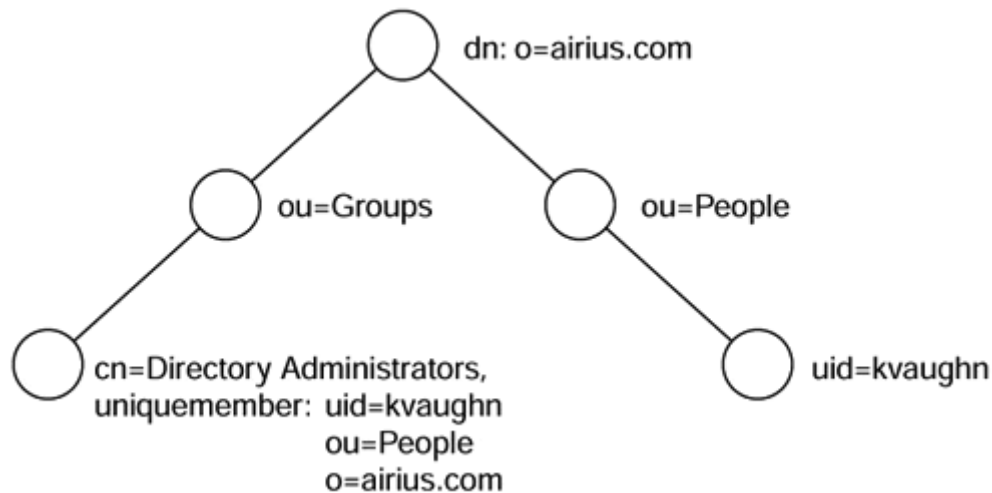 dn: o=airius.com
ou=Groups
ou=People
cn=Directory Administrators,
uniquemember: uid=kvaughn
ou=People
o=airius.com
uid=kvaughn